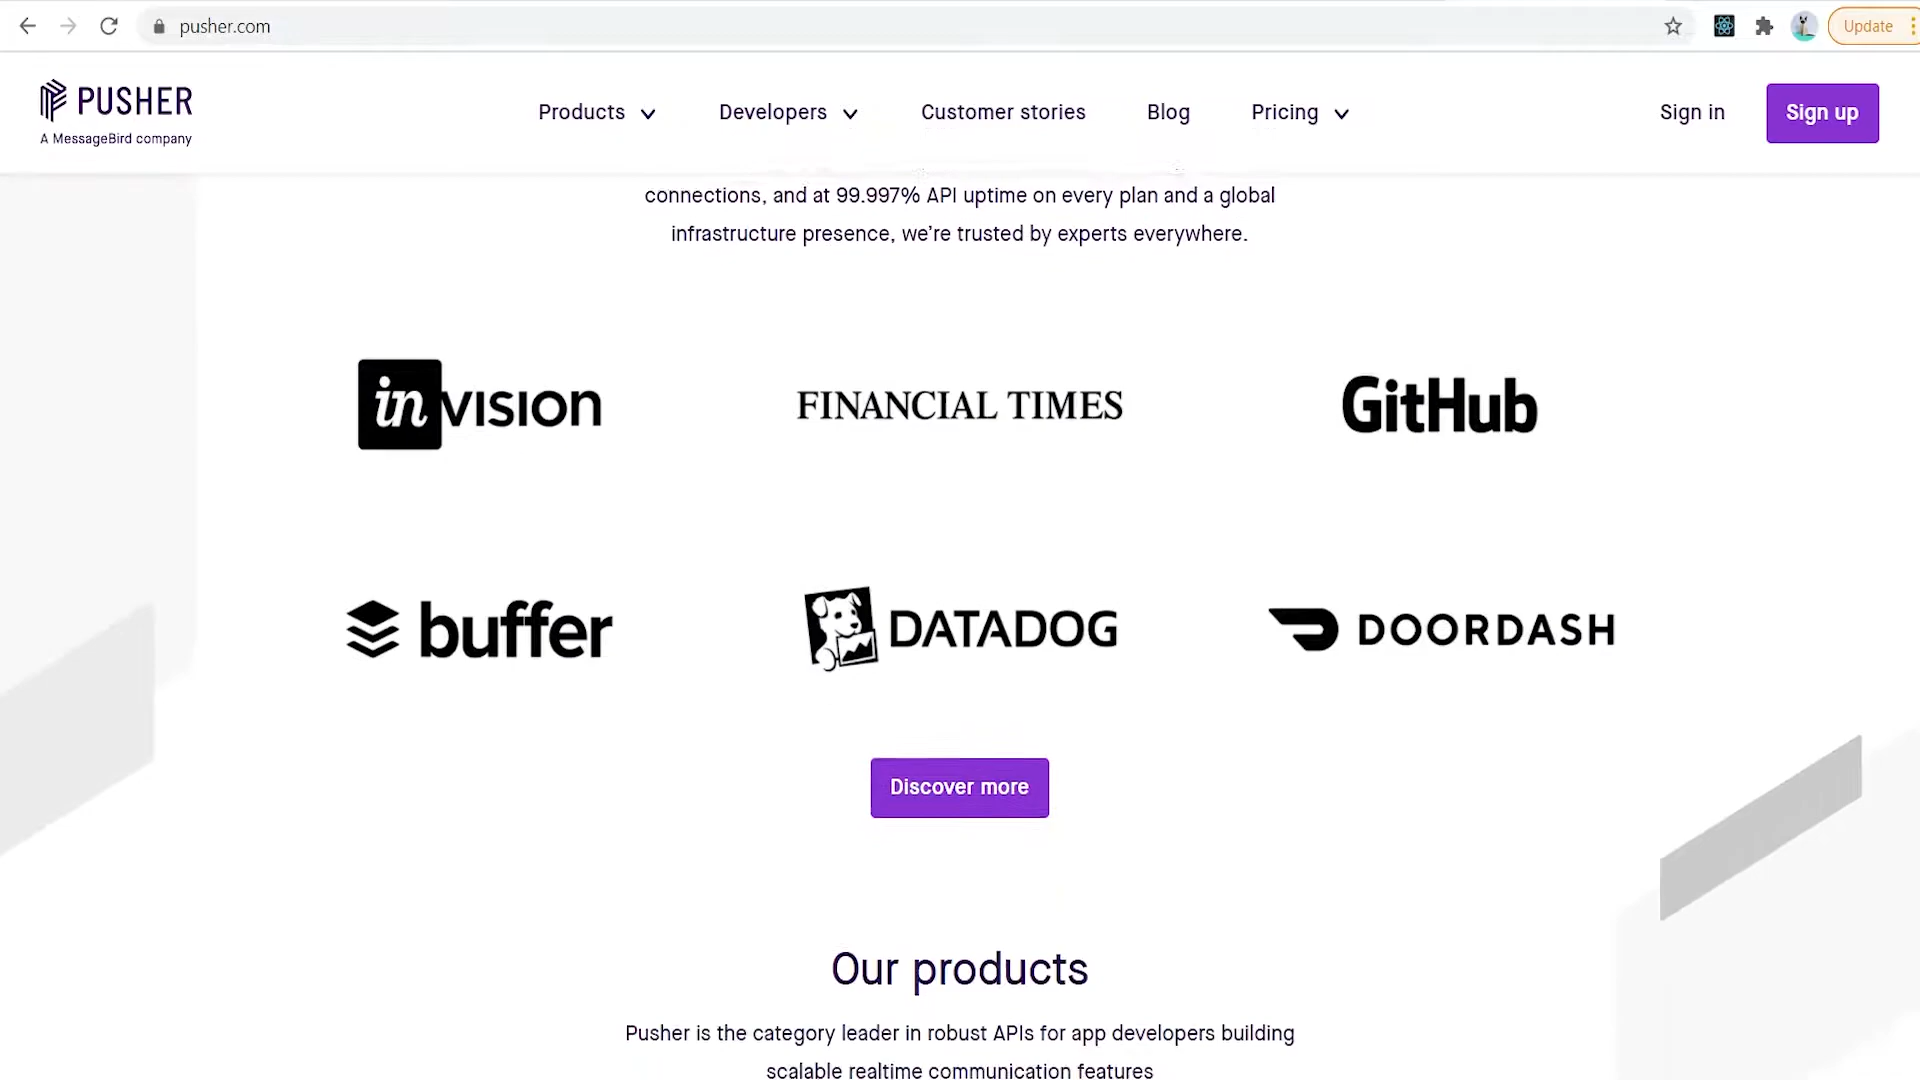 pusher.com
Update
PUSHER
A MessageBird company
Products
Developers
Customer stories
Blog
Pricing
Sign in
Sign up
connections, and at 99.997% API uptime on every plan and a global
infrastructure presence, we’re trusted by experts everywhere.
invision
FINANCIAL TIMES
GitHub
buffer
DATADOG
DOORDASH
Discover more
Our products
Pusher is the category leader in robust APIs for app developers building
scalable realtime communication features